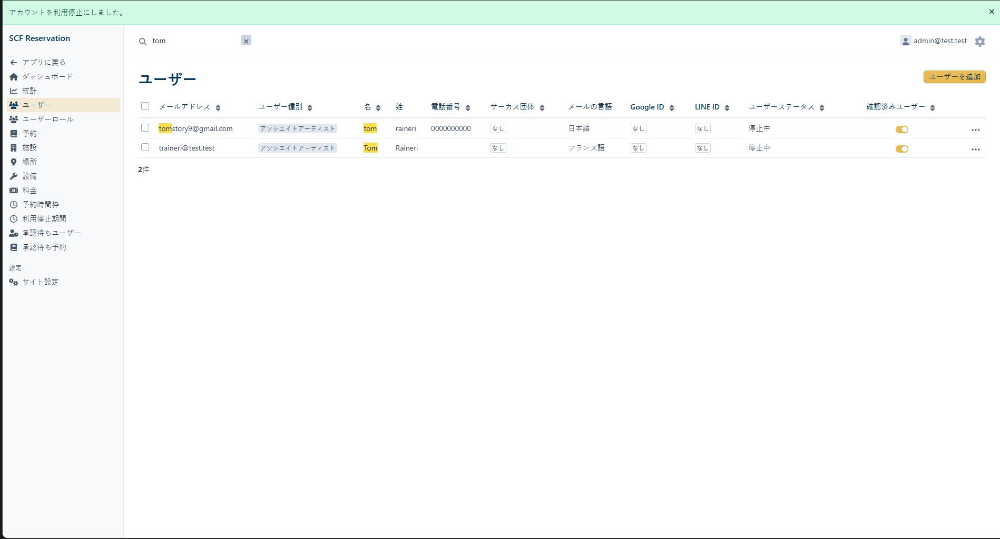 アカウントを利用停止にしました。
SCF Reservation
tom
admin@test.test
アプリに戻る
ダッシュボード
統計
ユーザー
ユーザーロール
予約
施設
場所
設備
料金
予約時間枠
利用停止期間
承認待ちユーザー
承認待ち予約
設定
サイト設定
ユーザー
ユーザーを追加
メールアドレス ユーザー種別 名 姓 電話番号 サーカス団体 メールの言語 Google ID LINE ID ユーザーステータス 確認済みユーザー
tomstory9@gmail.com アソシエイトアーティスト tom raineri 0000000000 なし 日本語 なし なし 停止中
traineri@test.test アソシエイトアーティスト Tom Raineri なし フランス語 なし なし 停止中
2件